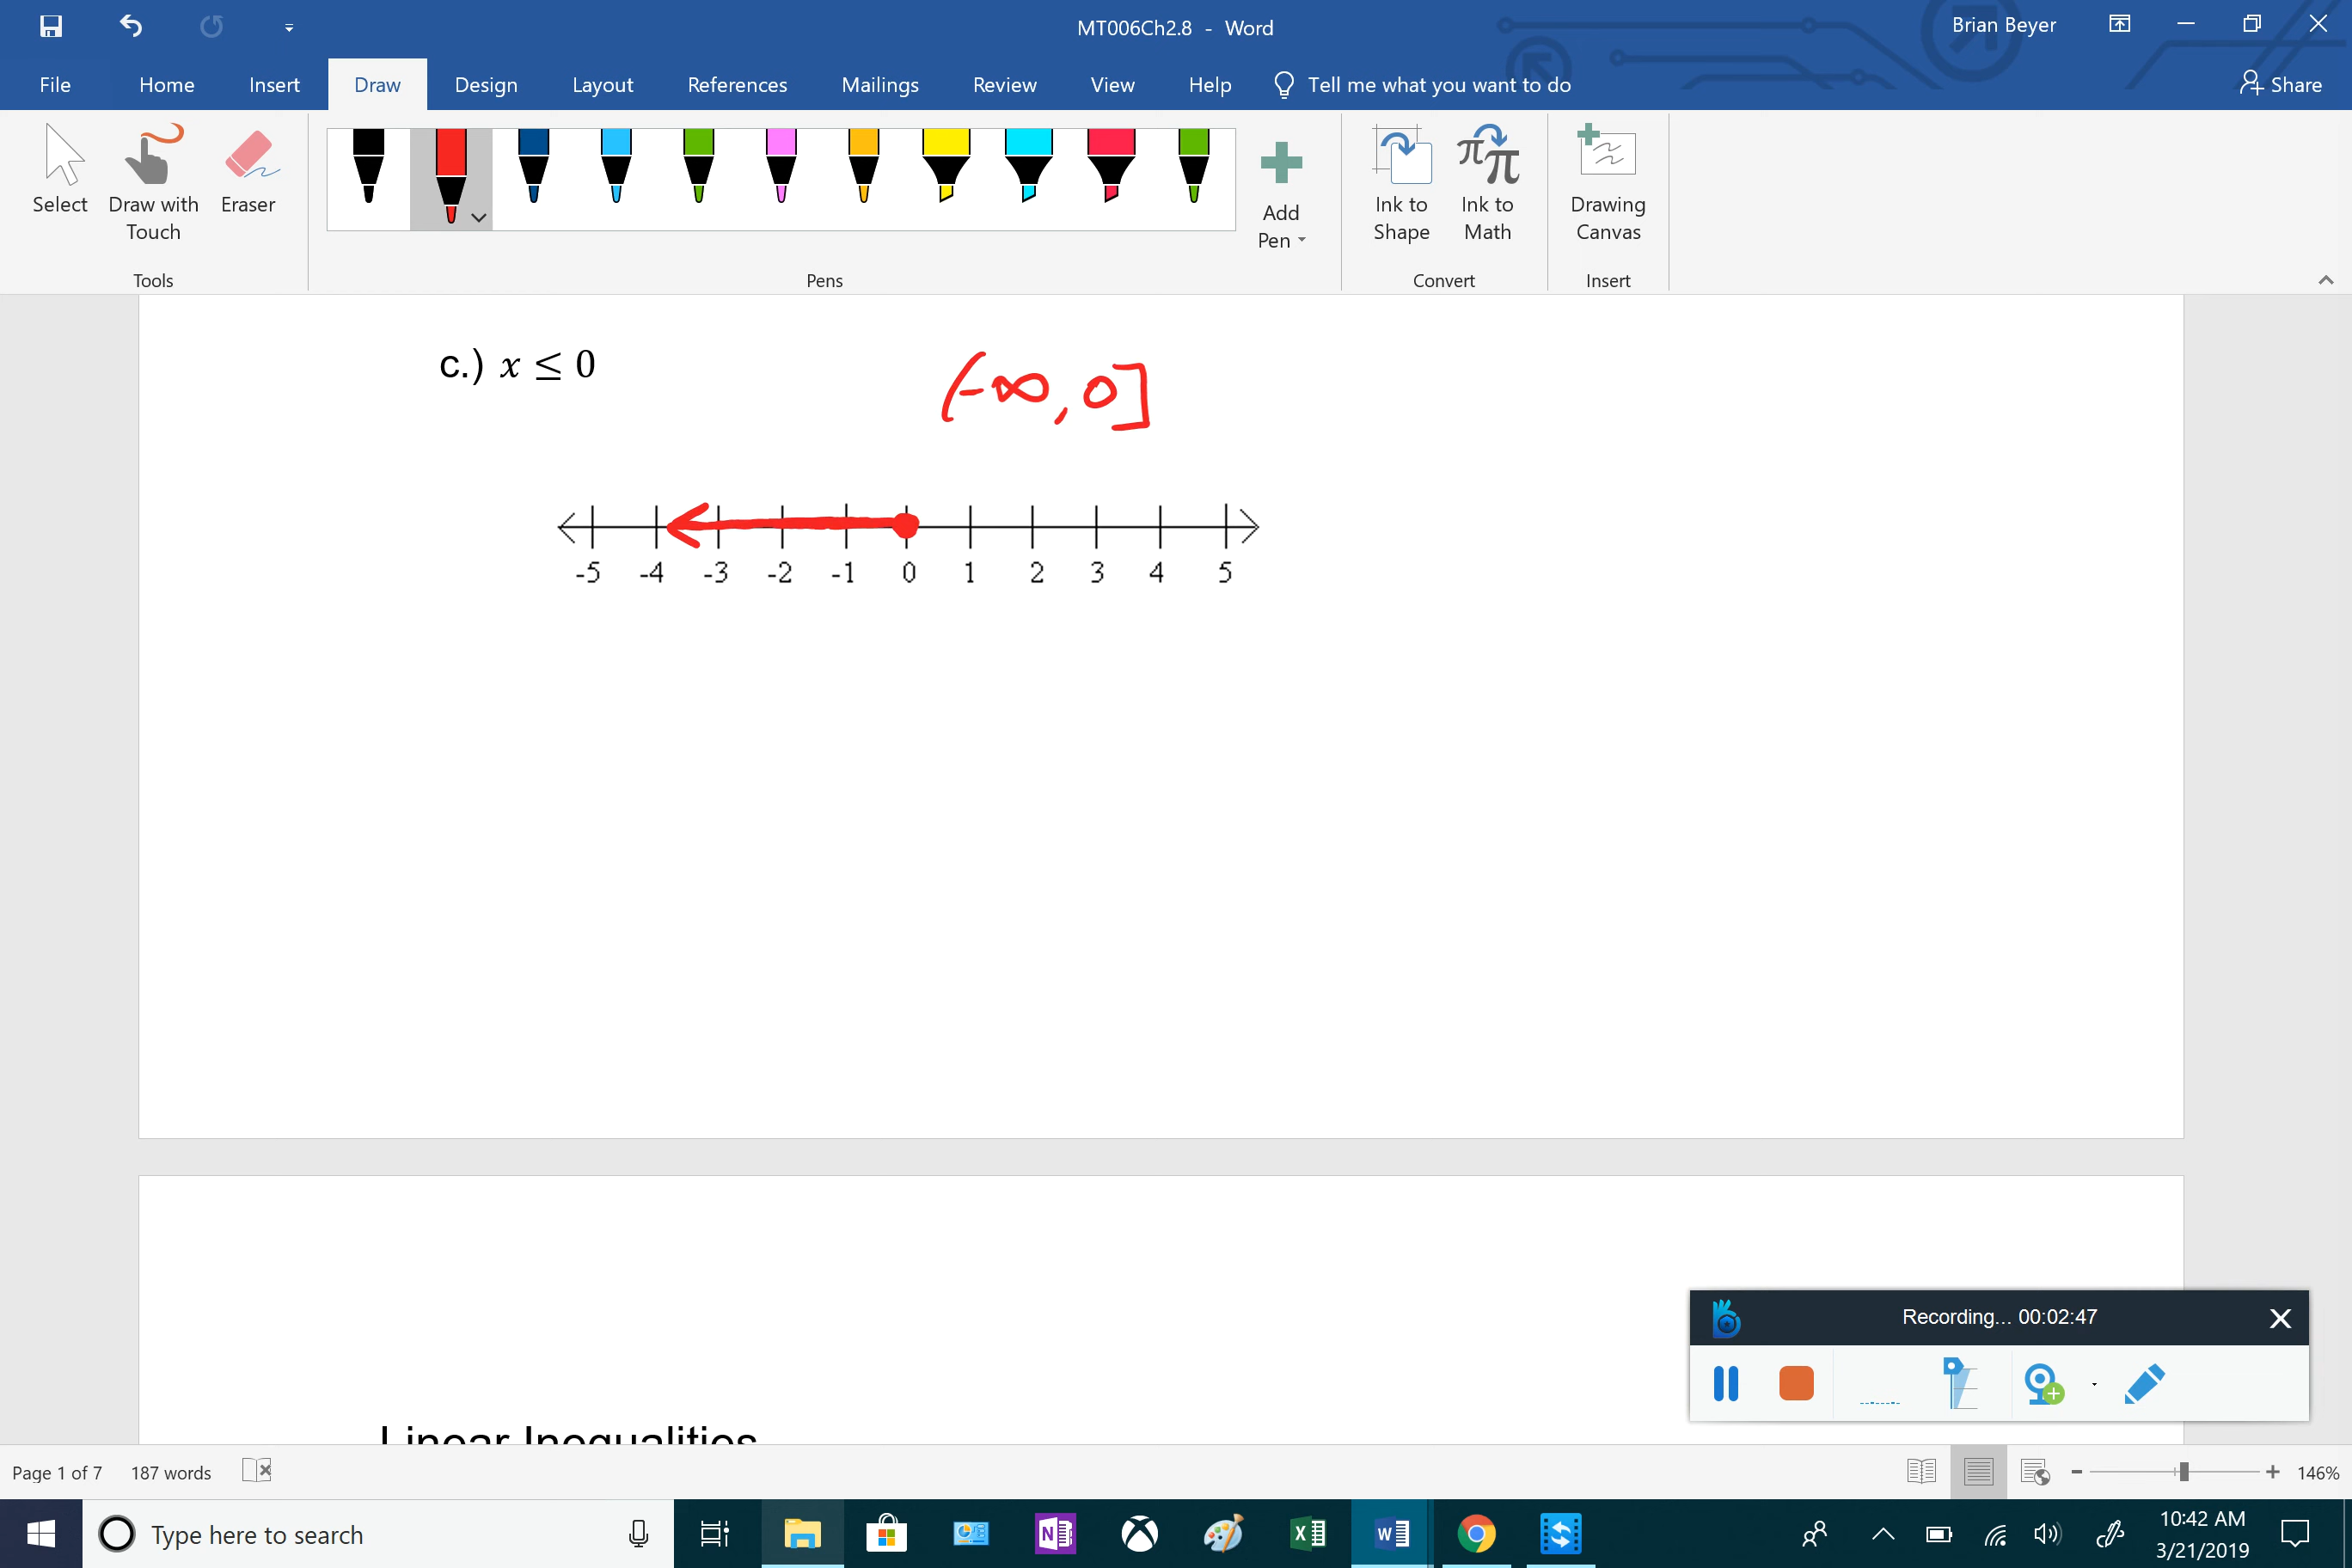 MT006Ch2.8 - Word
Brian Beyer
File Home Insert Draw Design Layout References Mailings Review View Help Tell me what you want to do Share
Select
Draw with Touch
Eraser
Tools
Pens
Add Pen
Ink to Shape
Ink to Math
Convert
Drawing Canvas
Insert
c.) x ≤ 0
(-∞, 0]
-5 -4 -3 -2 -1 0 1 2 3 4 5
Recording... 00:02:47
Linear Inequalities
Page 1 of 7 187 words 146%
Type here to search
10:42 AM
3/21/2019